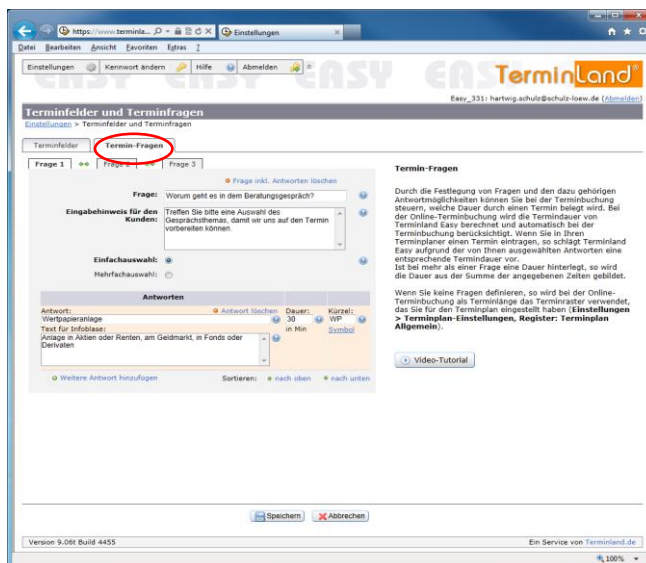 https://www.terminla...
Einstellungen
Datei Bearbeiten Ansicht Favoriten Extras ?
Einstellungen Kennwort ändern Hilfe Abmelden
EASY EASY EASY EASY
TerminLand
Easy_331: hartwig.schulz@schulz-loew.de (Abmelden)
Terminfelder und Terminfragen
Einstellungen > Terminfelder und Terminfragen
Terminfelder Termin-Fragen
Frage 1 Frage 2 Frage 3
Frage inkl. Antworten löschen
Frage: Worum geht es in dem Beratungsgespräch?
Eingabehinweis für den Kunden:
Treffen Sie bitte eine Auswahl des
Gesprächsthemas, damit wir uns auf den Termin
vorbereiten können.
Einfachauswahl:
Mehrfachauswahl:
Antworten
Antwort: Antwort löschen Dauer: Kürzel:
Wertpapieranlage 30 WP
Text für Infoblase: in Min Symbol
Anlage in Aktien oder Renten, am Geldmarkt, in Fonds oder
Derivaten
Weitere Antwort hinzufügen Sortieren: nach oben nach unten
Termin-Fragen
Durch die Festlegung von Fragen und den dazu gehörigen
Antwortmöglichkeiten können Sie bei der Terminbuchung
steuern, welche Dauer durch einen Termin belegt wird. Bei
der Online-Terminbuchung wird die Termindauer von
Terminland Easy berechnet und automatisch bei der
Terminbuchung berücksichtigt. Wenn Sie in Ihren
Terminplaner einen Termin eintragen, so schlägt Terminland
Easy aufgrund der von Ihnen ausgewählten Antworten eine
entsprechende Termindauer vor.
Ist bei mehr als einer Frage eine Dauer hinterlegt, so wird
die Dauer aus der Summe der angegebenen Zeiten gebildet.
Wenn Sie keine Fragen definieren, so wird bei der Online-
Terminbuchung als Terminlänge das Terminraster verwendet,
das Sie für den Terminplan eingestellt haben (Einstellungen
> Terminplan-Einstellungen, Register: Terminplan
Allgemein).
Video-Tutorial
Speichern Abbrechen
Version 9.06t Build 4455 Ein Service von Terminland.de
100%